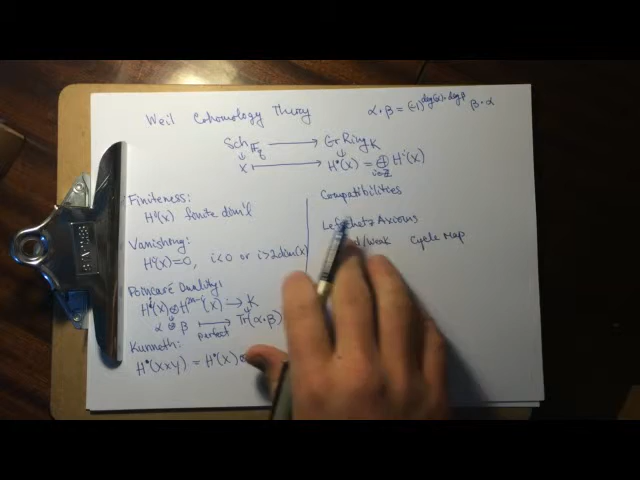 Weil Cohomology Theory
α · β = (-1)^{deg(α)·deg β} β · α
Sch_{F_q} ⟶ GrRing_K
X ⟼ H^•(X) = ⊕_{i∈Z} H^i(X)
Finiteness:
H^i(X) finite dim'l
Vanishing:
H^i(X)=0, i<0 or i>2dim(X)
Poincaré Duality:
H^i(X)⊗H^{2n-i}(X) → K
α ⊗ β ⟼ Tr(α·β)
perfect
Kunneth:
H^•(X×Y) = H^•(X)⊗
Compatibilities
Lefschetz Axioms
/Weak Cycle Map